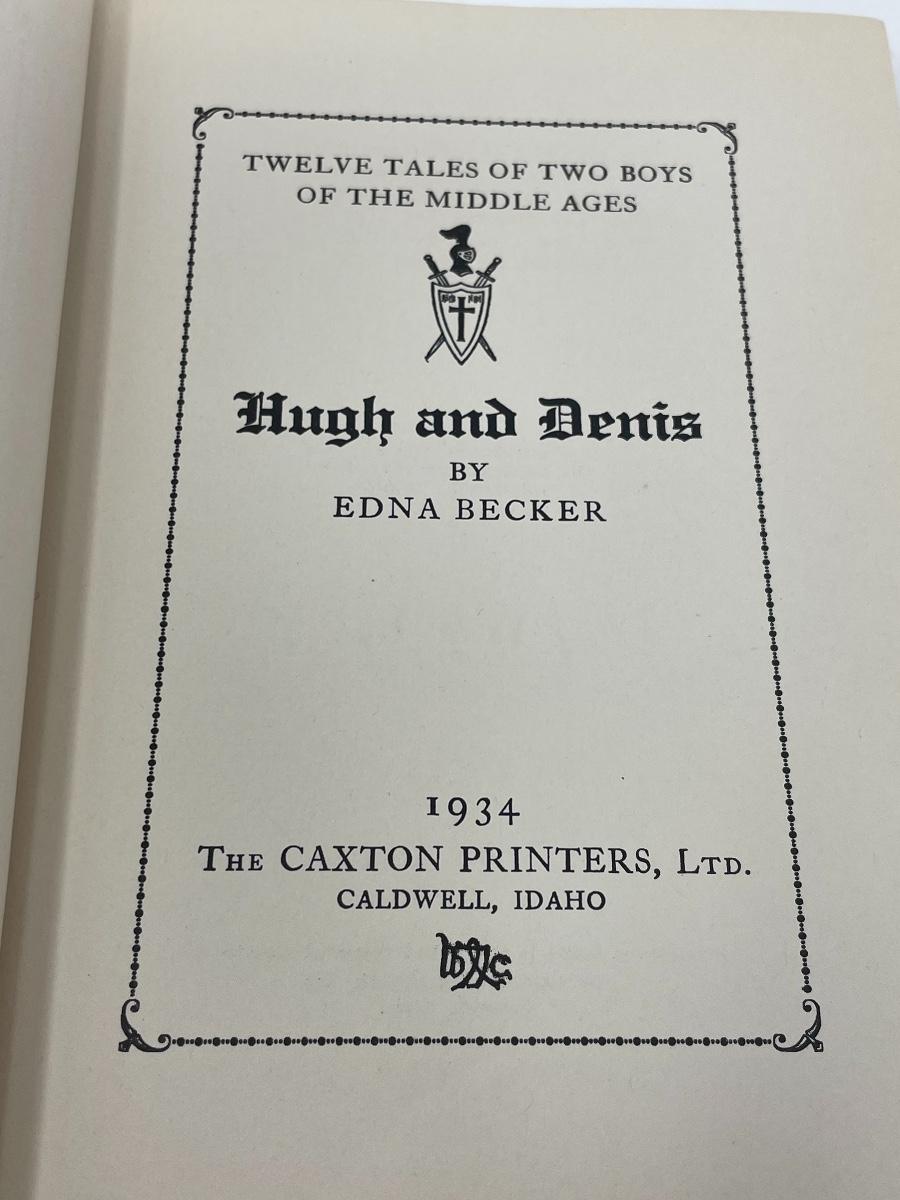 TWELVE TALES OF TWO BOYS
OF THE MIDDLE AGES
Hugh and Denis
BY
EDNA BECKER
1934
THE CAXTON PRINTERS, LTD.
CALDWELL, IDAHO